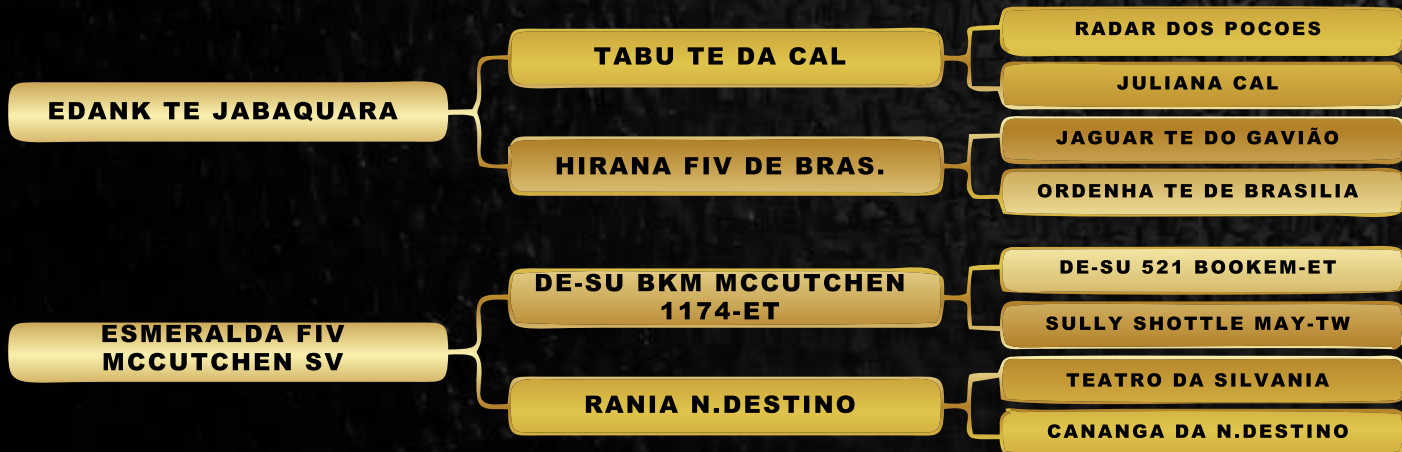 RADAR DOS POCOES
TABU TE DA CAL
JULIANA CAL
EDANK TE JABAQUARA
JAGUAR TE DO GAVIÃO
HIRANA FIV DE BRAS.
ORDENHA TE DE BRASILIA
DE-SU 521 BOOKEM-ET
DE-SU BKM MCCUTCHEN
1174-ET
SULLY SHOTTLE MAY-TW
ESMERALDA FIV
MCCUTCHEN SV
TEATRO DA SILVANIA
RANIA N.DESTINO
CANANGA DA N.DESTINO